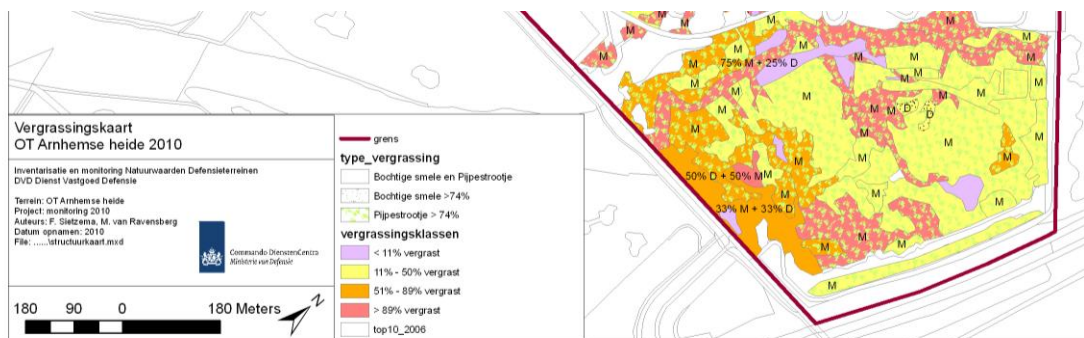 Vergrassingskaart
OT Arnhemse heide 2010
Inventarisatie en monitoring Natuurwaarden Defensieterreinen
DVD Dienst Vastgoed Defensie
Terrein: OT Arnhemse heide
Project: monitoring 2010
Auteurs: F. Sietzema, M. van Ravensberg
Datum opnamen: 2010
File: ......\structuurkaart.mxd
Commando DienstenCentra
Ministerie van Defensie
180 90 0 180 Meters
N
grens
type_vergrassing
Bochtige smele en Pijpestrootje
Bochtige smele >74%
Pijpestrootje > 74%
vergrassingsklassen
< 11% vergrast
11% - 50% vergrast
51% - 89% vergrast
> 89% vergrast
top10_2006
M M M M M
M M M M M
75% M + 25% D
M M M M M
M M M D M
M M D M
M M M M
50% D + 50% M
M M
33% M + 33% D
M M
M M
M